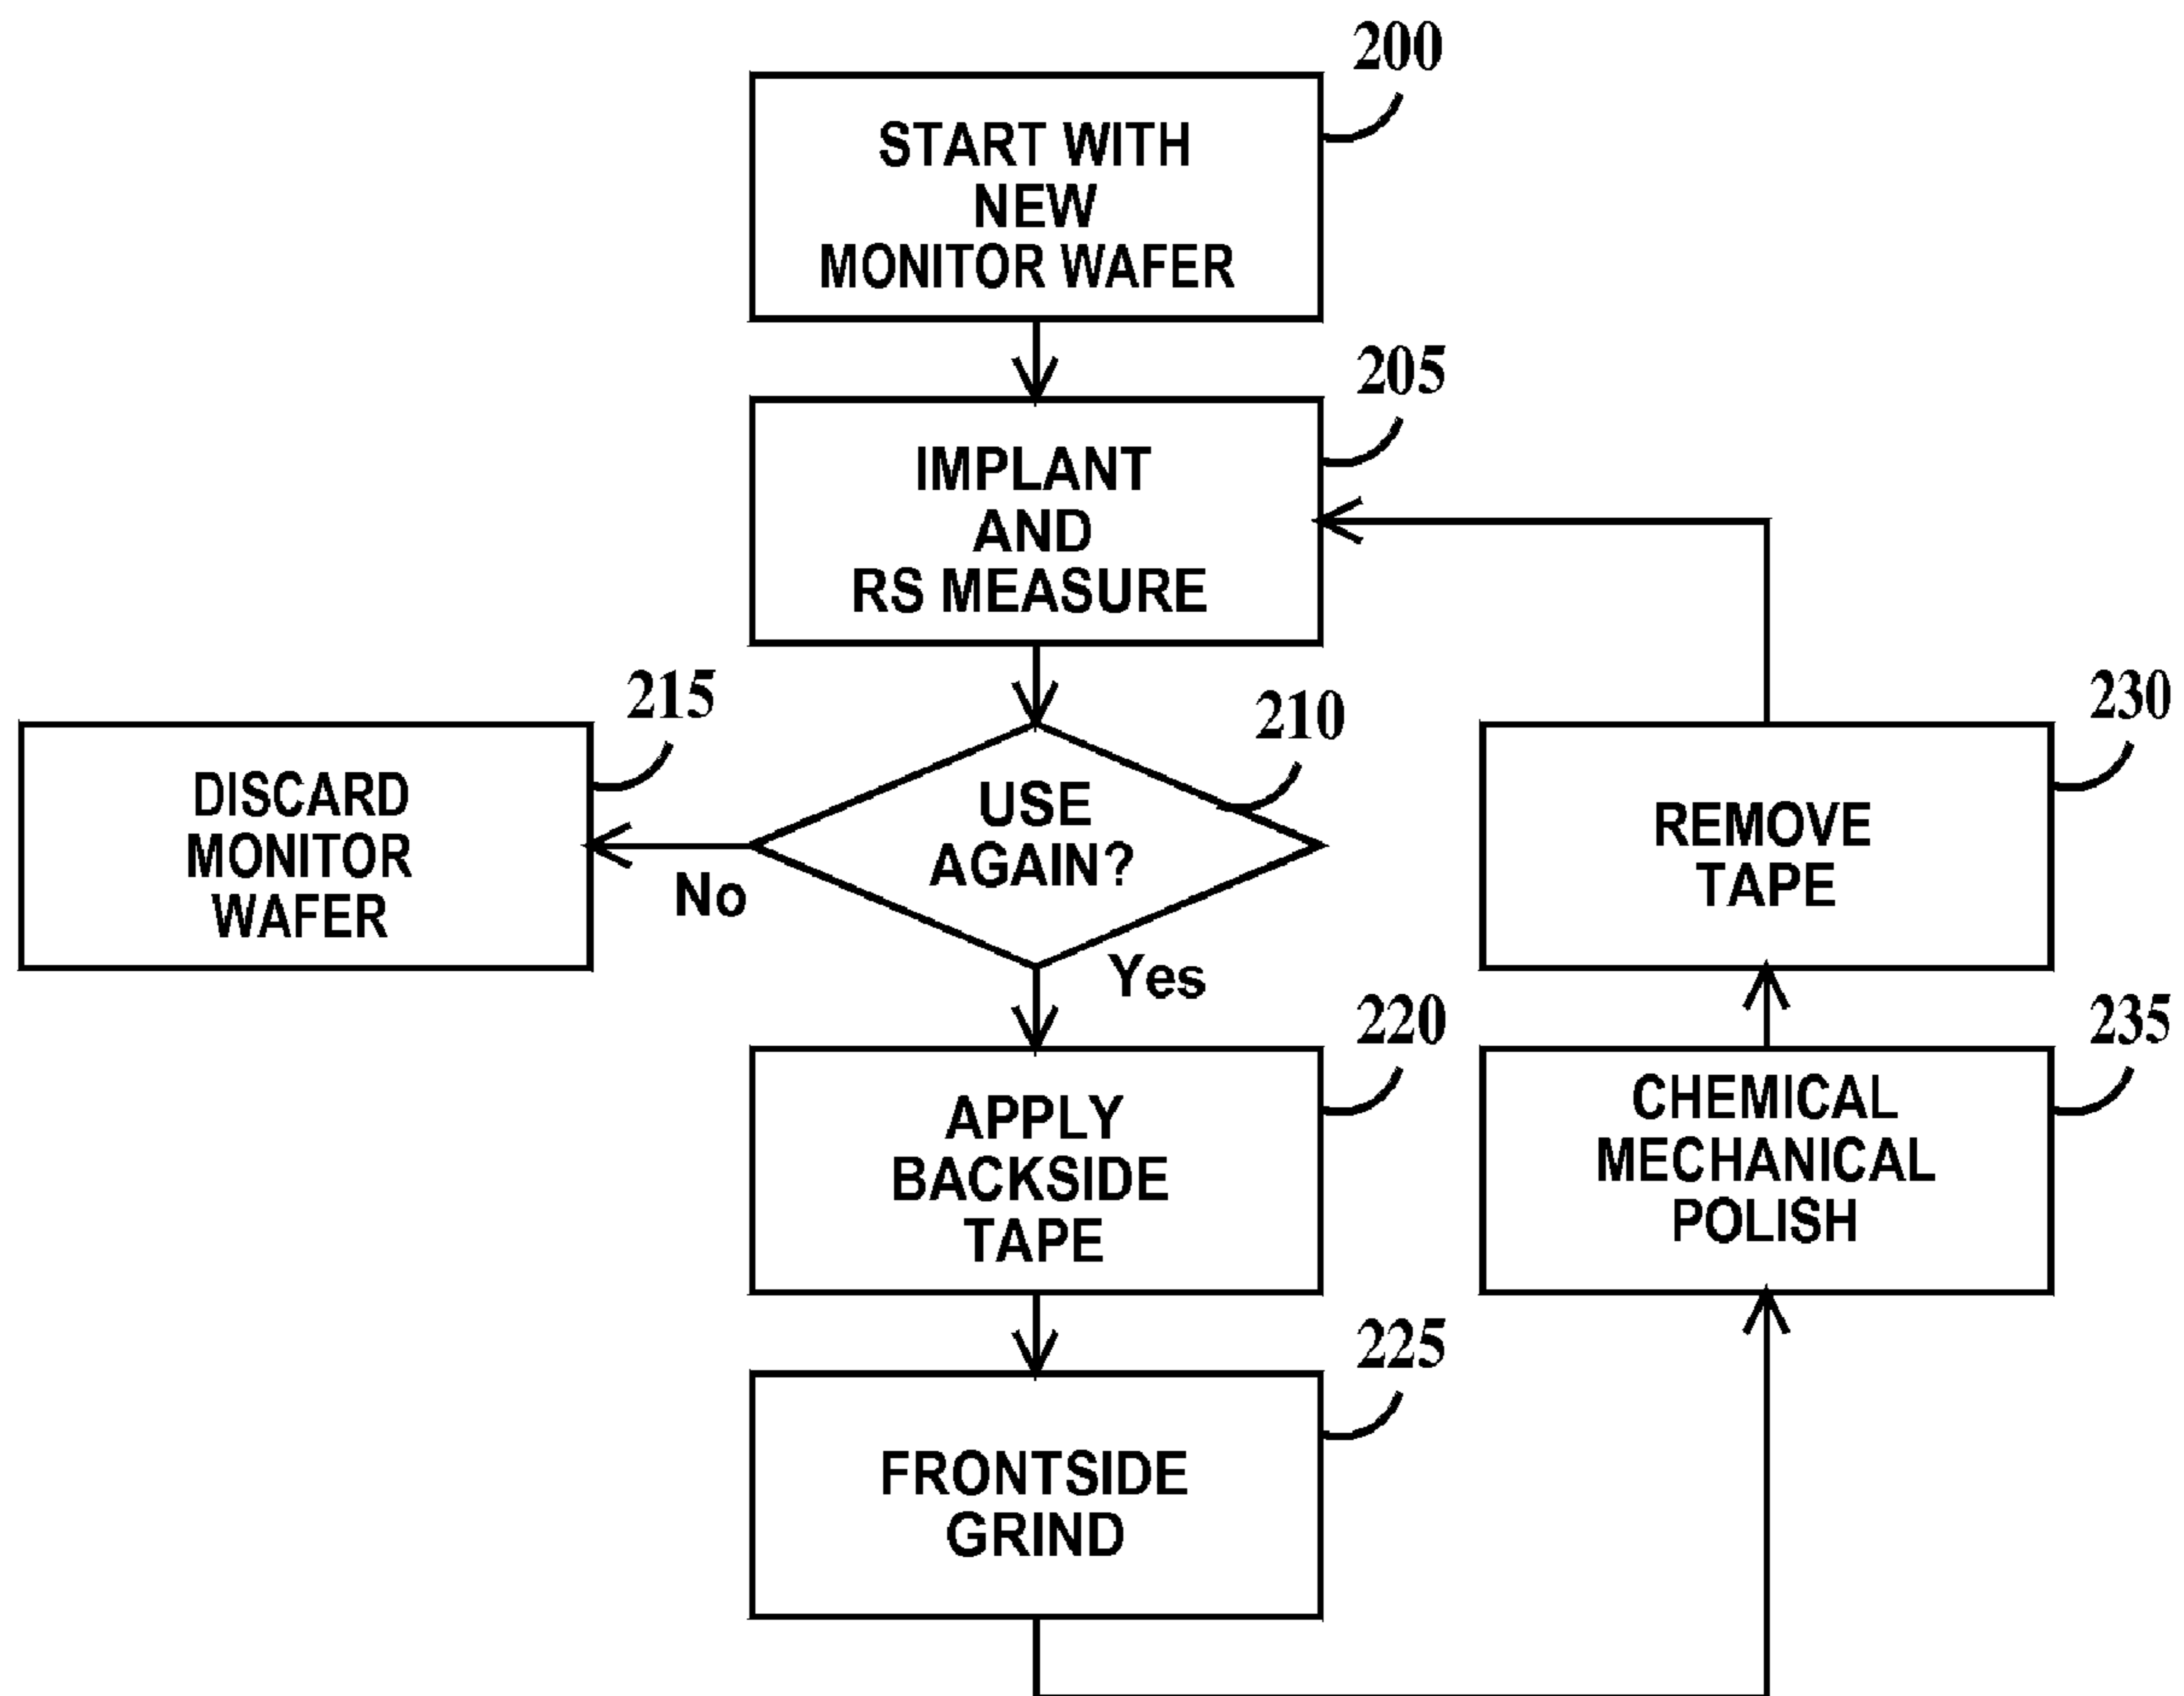 200
START WITH
NEW
MONITOR WAFER
205
IMPLANT
AND
RS MEASURE
215
DISCARD
MONITOR
WAFER
210
USE
AGAIN?
No
Yes
230
REMOVE
TAPE
220
APPLY
BACKSIDE
TAPE
235
CHEMICAL
MECHANICAL
POLISH
225
FRONTSIDE
GRIND